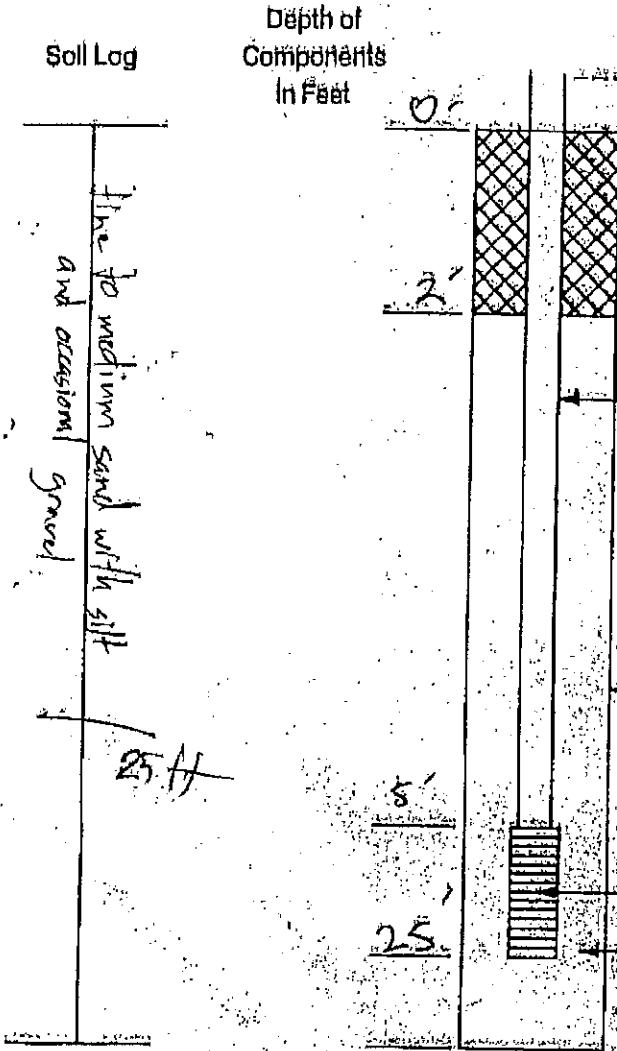 Soil Log
Depth of
Components
In Feet
0'
2'
fine to medium sand with silt
and occasional gravel
25 ft
5'
25'